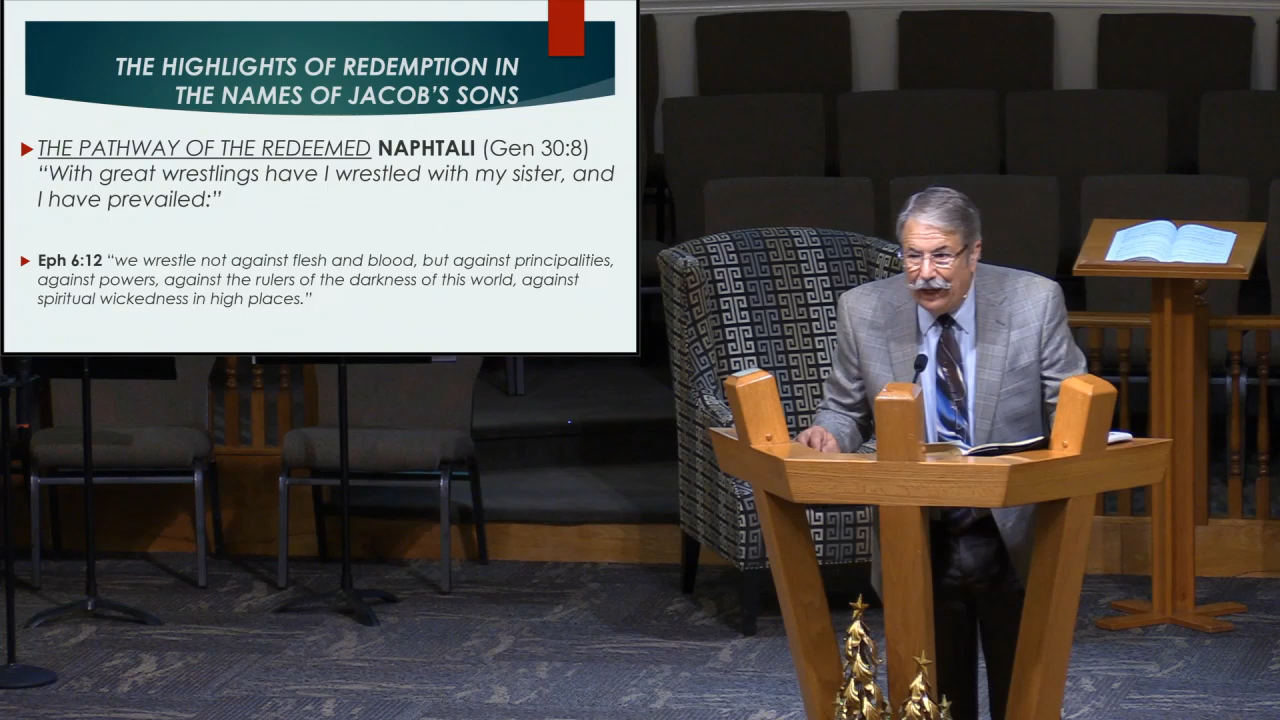 THE HIGHLIGHTS OF REDEMPTION IN
THE NAMES OF JACOB'S SONS
THE PATHWAY OF THE REDEEMED NAPHTALI (Gen 30:8)
“With great wrestlings have I wrestled with my sister, and
I have prevailed:”
Eph 6:12 “we westle not against flesh and blood, but against principalities,
against powers, against the rulers of the darkness of this world, against
spiritual wickedness in high places.”